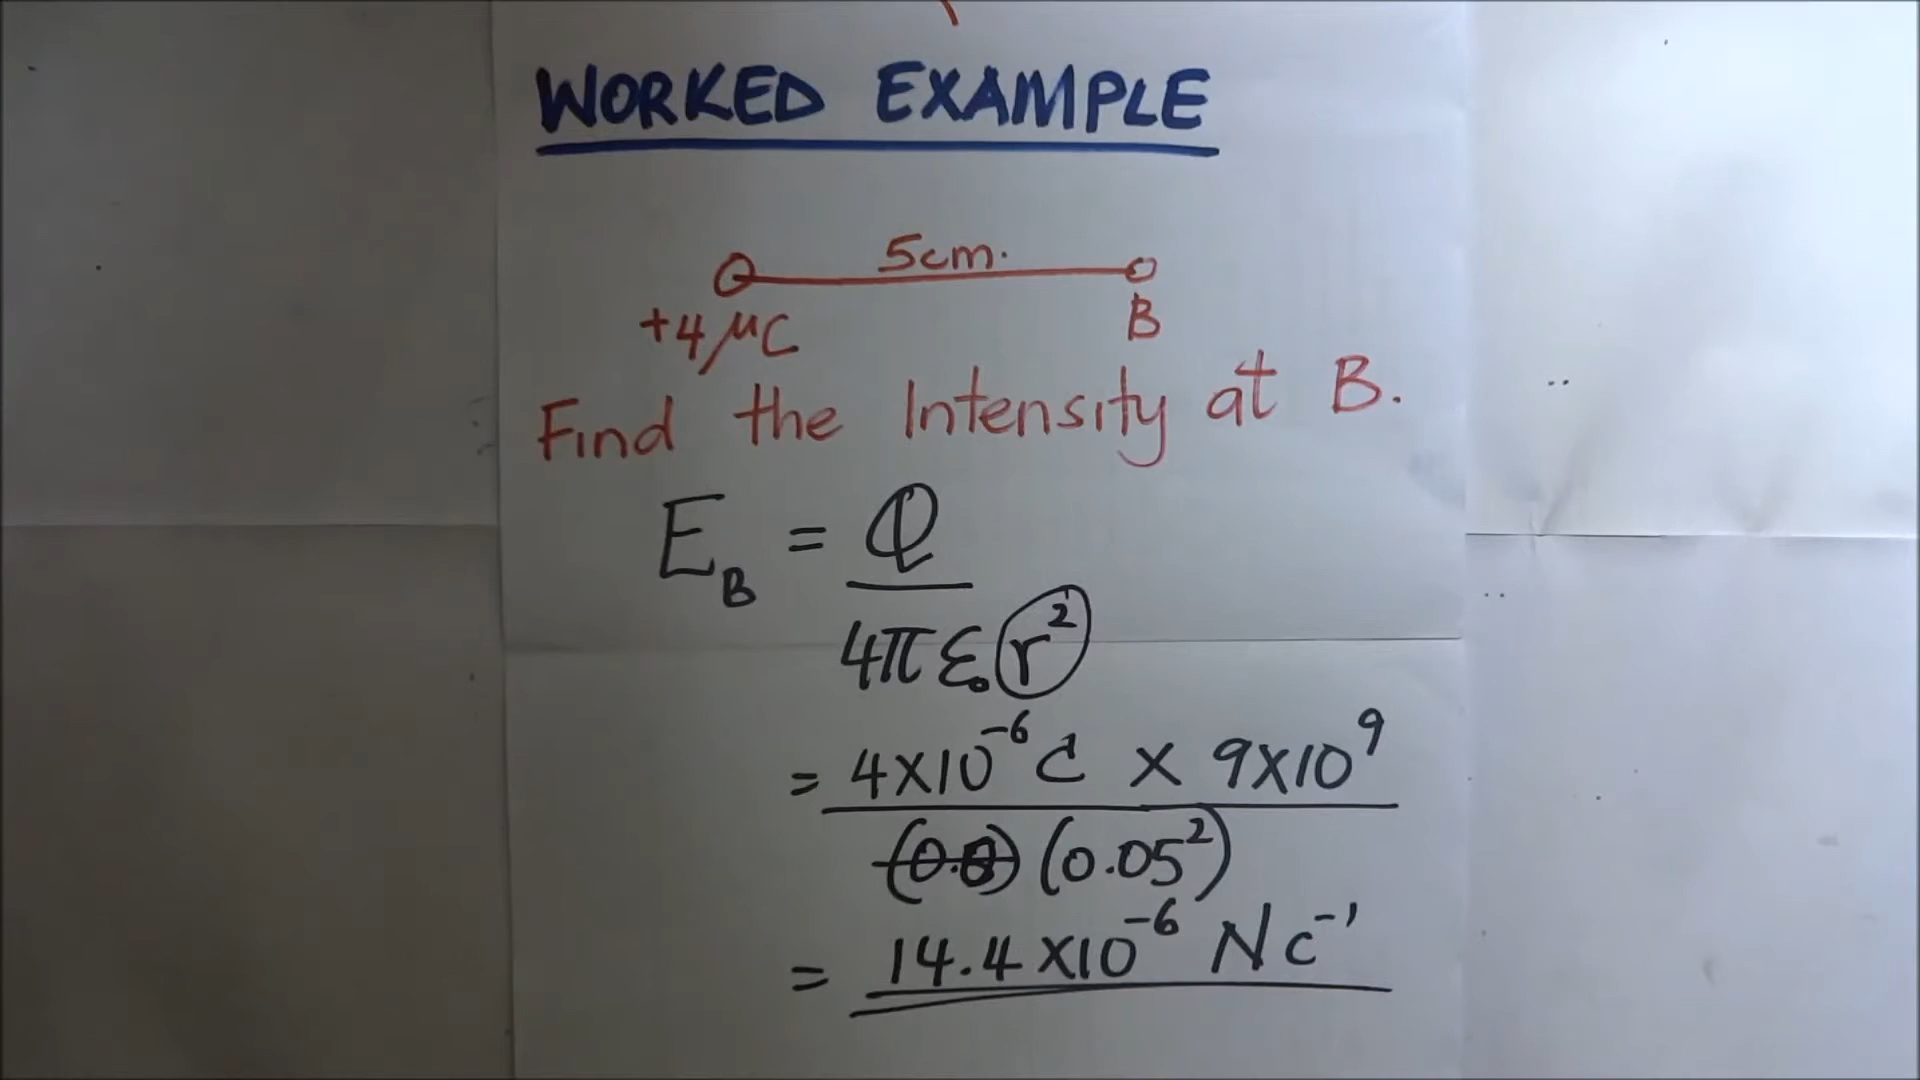 WORKED EXAMPLE
5cm.
+4μC
B
Find the Intensity at B.
E_B = Q
4πε₀r²
= 4×10⁻⁶C × 9×10⁹
(0.05²)
= 14.4×10⁻⁶ NC⁻¹